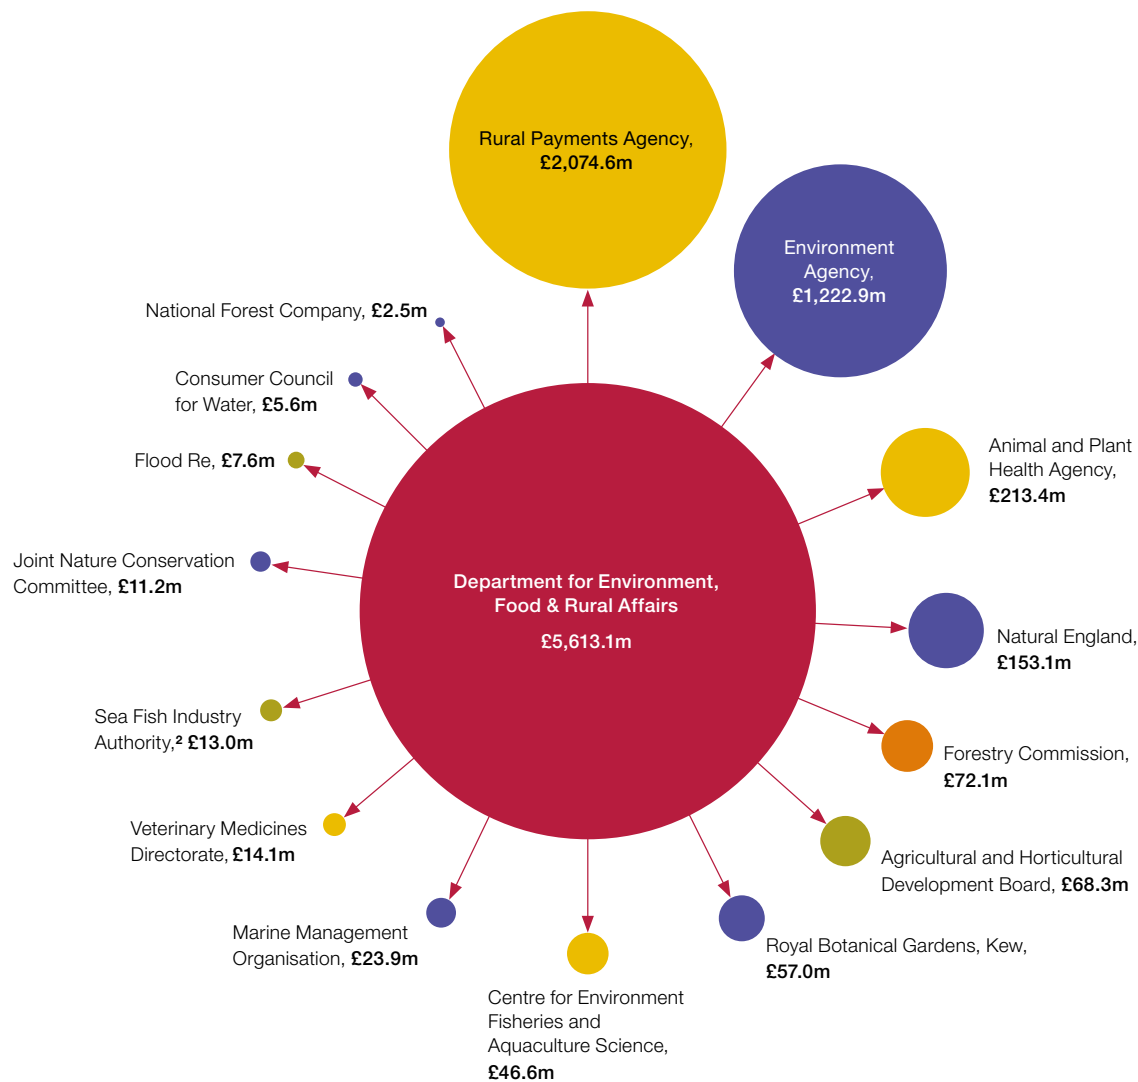 Rural Payments Agency,
£2,074.6m
Environment
Agency,
£1,222.9m
National Forest Company, £2.5m
Consumer Council
for Water, £5.6m
Flood Re, £7.6m
Joint Nature Conservation
Committee, £11.2m
Sea Fish Industry
Authority,² £13.0m
Veterinary Medicines
Directorate, £14.1m
Marine Management
Organisation, £23.9m
Centre for Environment
Fisheries and
Aquaculture Science,
£46.6m
Royal Botanical Gardens, Kew,
£57.0m
Agricultural and Horticultural
Development Board, £68.3m
Forestry Commission,
£72.1m
Natural England,
£153.1m
Animal and Plant
Health Agency,
£213.4m
Department for Environment,
Food & Rural Affairs
£5,613.1m